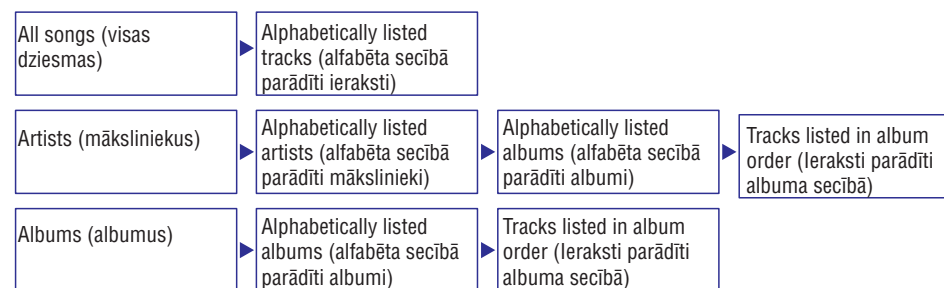 All songs (visas
dziesmas)
Alphabetically listed
tracks (alfabēta secībā
parādīti ieraksti)
Artists (māksliniekus)
Alphabetically listed
artists (alfabēta secībā
parādīti mākslinieki)
Alphabetically listed
albums (alfabēta secībā
parādīti albumi)
Tracks listed in album
order (Ieraksti parādīti
albuma secībā)
Albums (albumus)
Alphabetically listed
albums (alfabēta secībā
parādīti albumi)
Tracks listed in album
order (Ieraksti parādīti
albuma secībā)